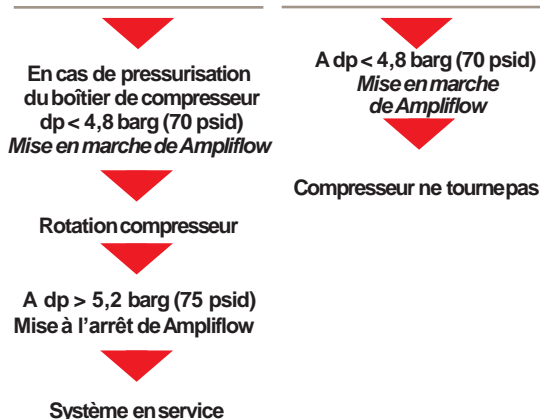 En cas de pressurisation
du boîtier de compresseur
dp < 4,8 barg (70 psid)
Mise en marche de Ampliflow
Rotation compresseur
A dp > 5,2 barg (75 psid)
Mise à l’arrêt de Ampliflow
Système en service
A dp < 4,8 barg (70 psid)
Mise en marche
de Ampliflow
Compresseur ne tourne pas